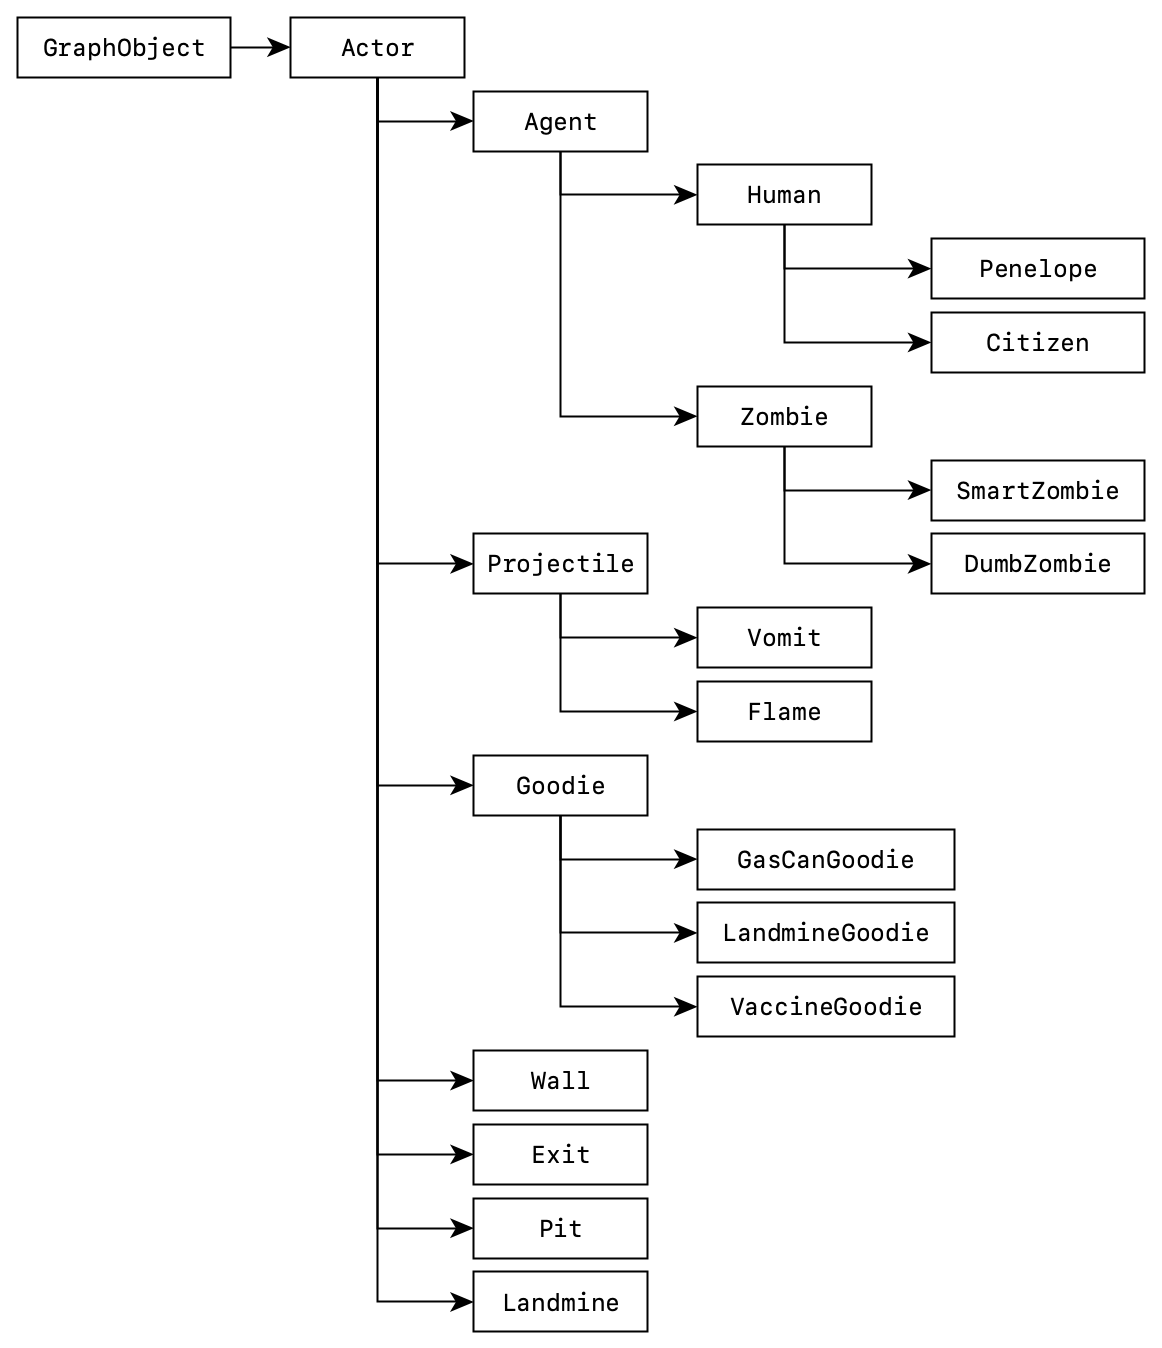 GraphObject
Actor
Agent
Human
Penelope
Citizen
Zombie
SmartZombie
DumbZombie
Projectile
Vomit
Flame
Goodie
GasCanGoodie
LandmineGoodie
VaccineGoodie
Wall
Exit
Pit
Landmine